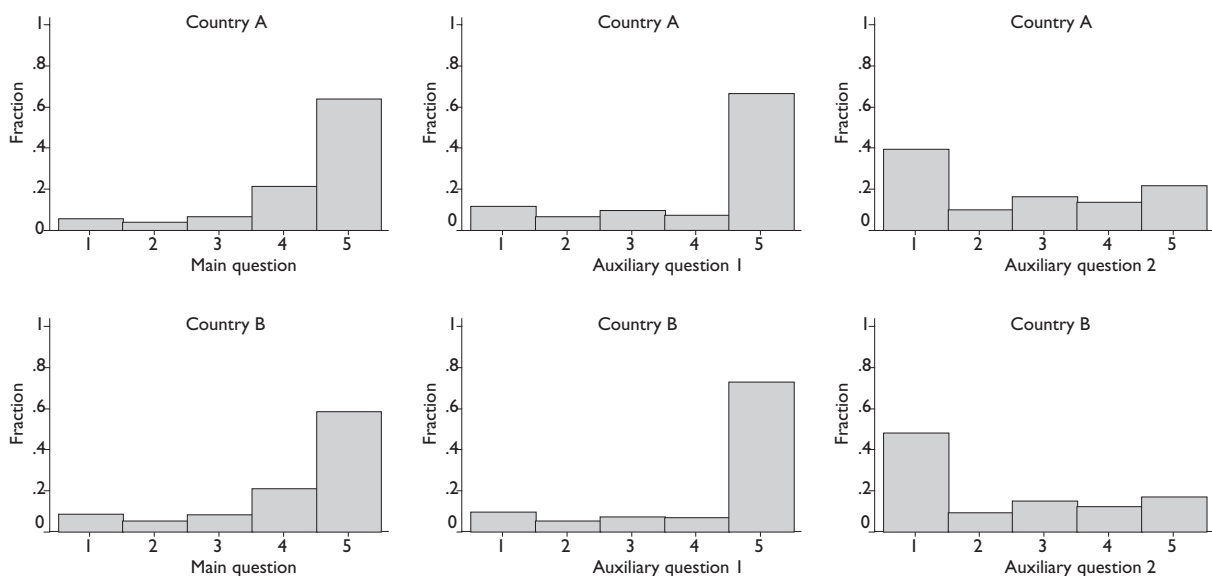 Country A
1
.8
.6
.4
.2
0
Fraction
1 2 3 4 5
Main question
Country A
1
.8
.6
.4
.2
0
Fraction
1 2 3 4 5
Auxiliary question 1
Country A
1
.8
.6
.4
.2
0
Fraction
1 2 3 4 5
Auxiliary question 2
Country B
1
.8
.6
.4
.2
0
Fraction
1 2 3 4 5
Main question
Country B
1
.8
.6
.4
.2
0
Fraction
1 2 3 4 5
Auxiliary question 1
Country B
1
.8
.6
.4
.2
0
Fraction
1 2 3 4 5
Auxiliary question 2